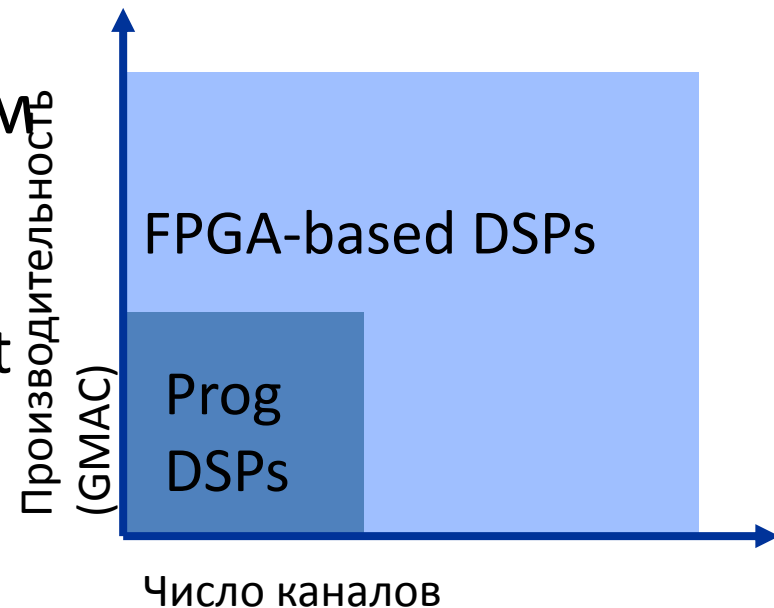 м
t
Производительность
(GMAC)
FPGA-based DSPs
Prog
DSPs
Число каналов